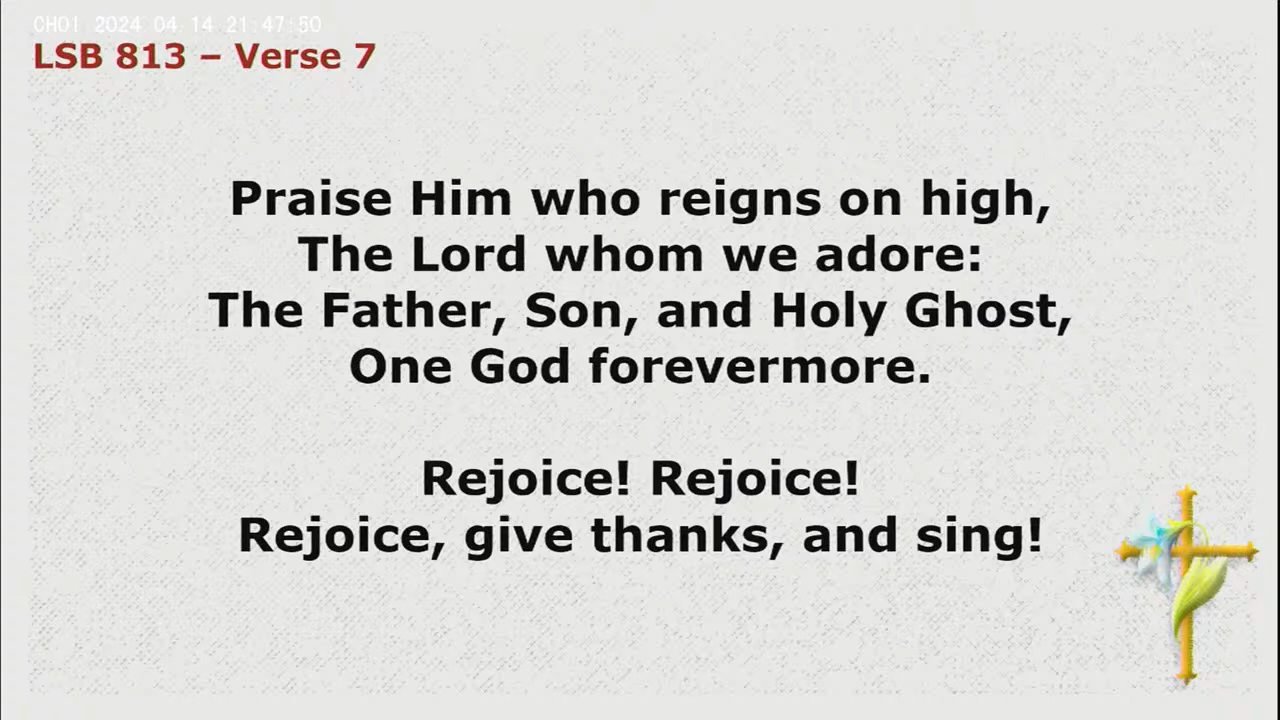 CH01 2024 04 14 21:47:50
LSB 813 – Verse 7
Praise Him who reigns on high,
The Lord whom we adore:
The Father, Son, and Holy Ghost,
One God forevermore.
Rejoice! Rejoice!
Rejoice, give thanks, and sing!